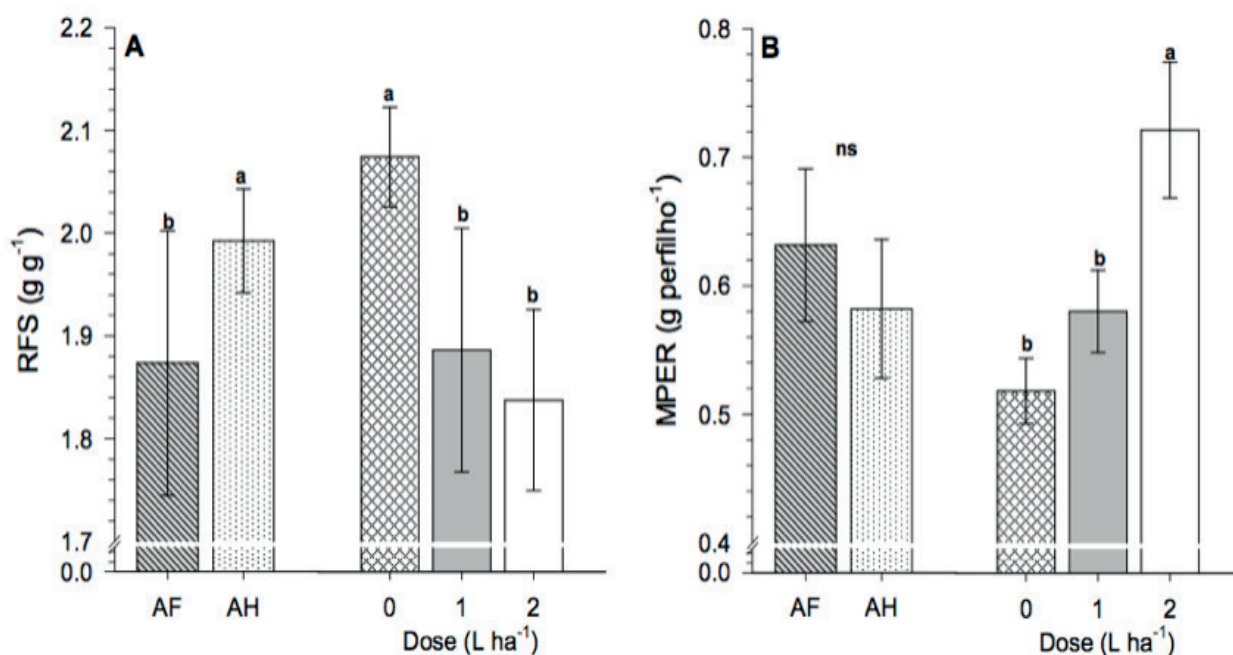 A
RFS (g g⁻¹)
2.2
2.1
2.0
1.9
1.8
1.7
0.0
b
a
a
b
b
AF
AH
0
1
2
Dose (L ha⁻¹)
B
MPER (g perfilho⁻¹)
0.8
0.7
0.6
0.5
0.4
0.0
ns
b
b
a
AF
AH
0
1
2
Dose (L ha⁻¹)